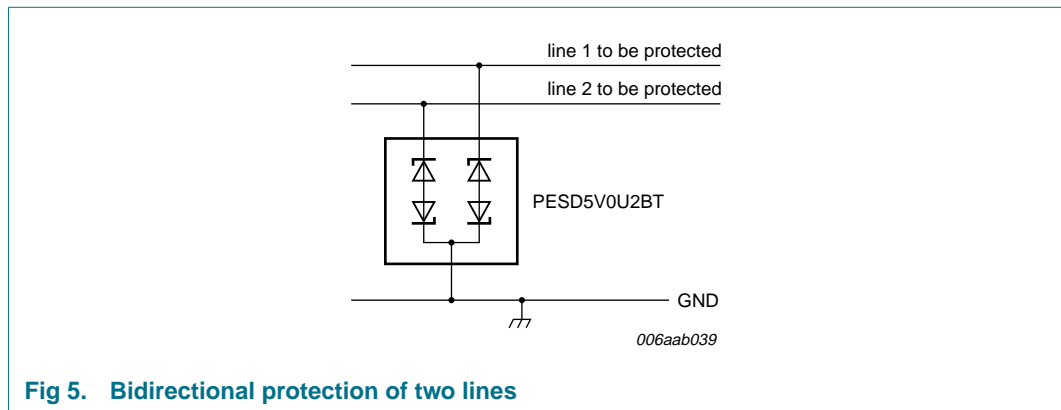 line 1 to be protected
line 2 to be protected
PESD5V0U2BT
GND
006aab039
Fig 5. Bidirectional protection of two lines